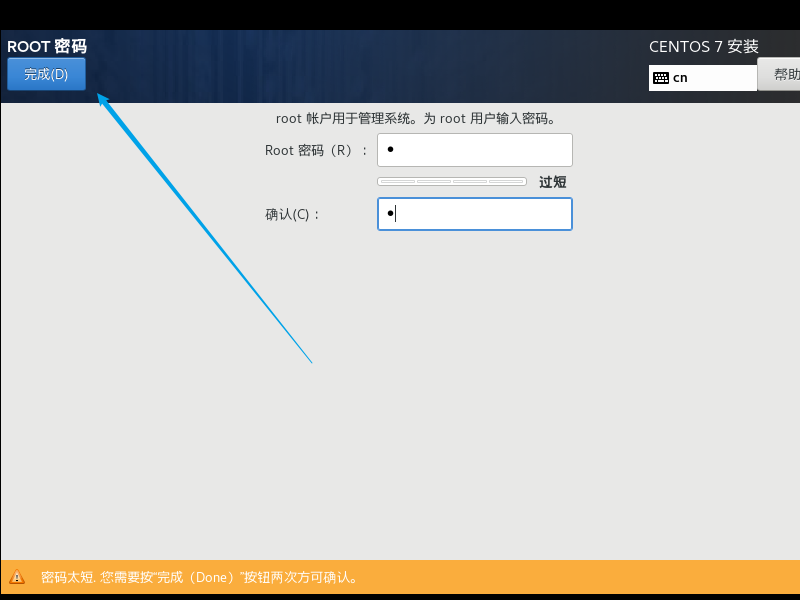 ROOT 密码
CENTOS 7 安装
完成(D)
cn
帮助
root 帐户用于管理系统。为 root 用户输入密码。
Root 密码（R）：
过短
确认(C)：
密码太短. 您需要按“完成（Done）”按钮两次方可确认。